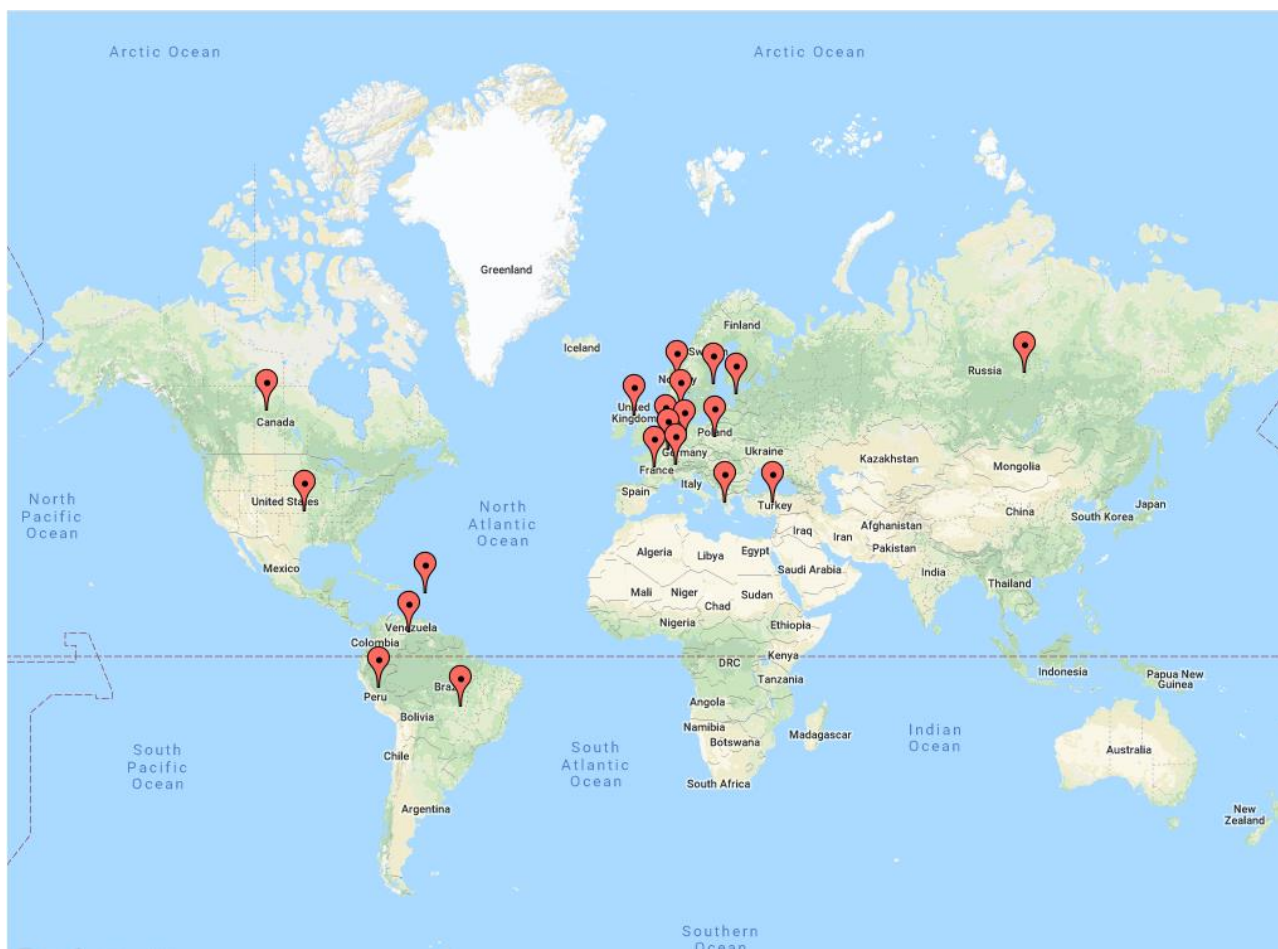 Arctic Ocean
Arctic Ocean
Greenland
Iceland
Finland
Russia
Canada
United
Kingdom
Poland
Germany
Ukraine
France
Kazakhstan
Mongolia
Italy
Spain
Turkey
United States
North
Pacific
Ocean
North
Atlantic
Ocean
China
South Korea
Japan
Iraq
Iran
Afghanistan
Pakistan
Algeria
Libya
Egypt
Saudi Arabia
India
Mexico
Thailand
Mali
Niger
Chad
Sudan
Nigeria
Ethiopia
Venezuela
Colombia
Kenya
DRC
Tanzania
Indonesia
Papua New
Guinea
Peru
Bolivia
Angola
Namibia
Botswana
Madagascar
Chile
South
Pacific
Ocean
South
Atlantic
Ocean
Indian
Ocean
Australia
South Africa
Argentina
New
Zealand
Southern
Ocean